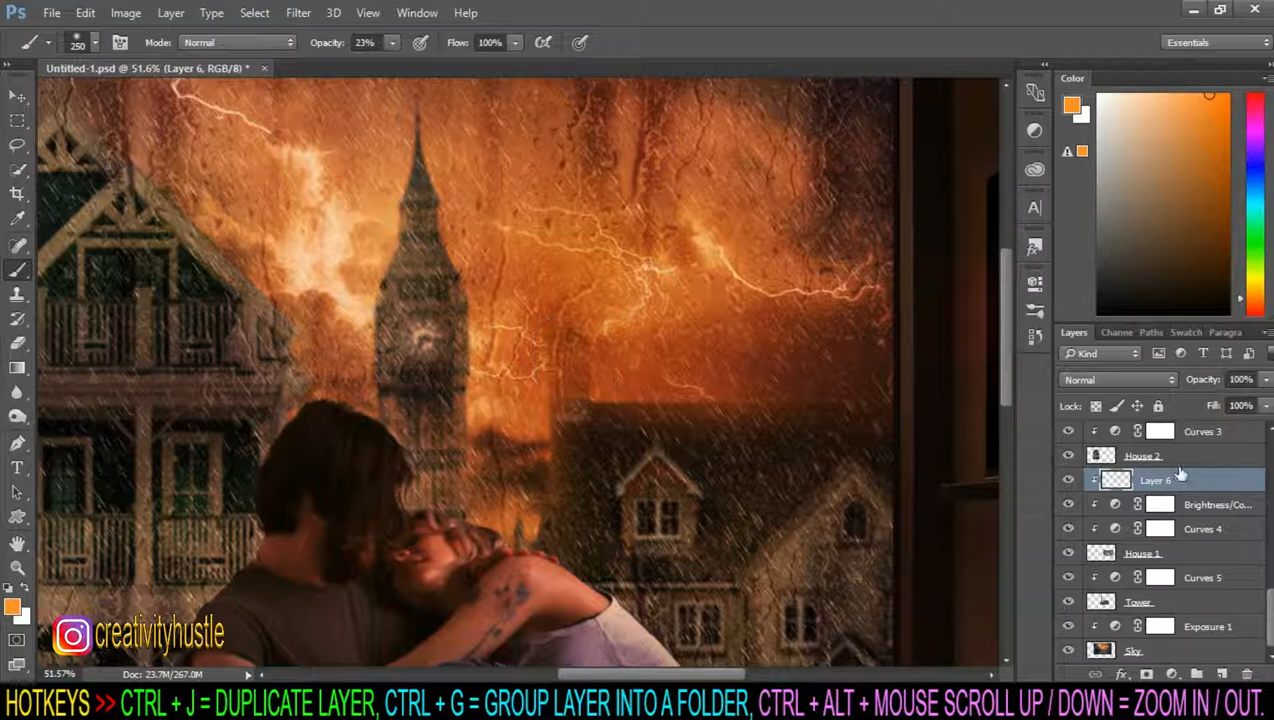 Ps File Edit Image Layer Type Select Filter 3D View Window Help
250 Mode: Normal Opacity: 23% Flow: 100% Essentials
Untitled-1.psd @ 51.6% (Layer 6, RGB/8) * ×
Color
Layers Channe Paths Swatch Paragra
Kind
Normal Opacity: 100%
Lock: Fill: 100%
Curves 3
House 2
Layer 6
Brightness/Co...
Curves 4
House 1
Curves 5
Tower
Exposure 1
Sky
creativityhustle
51.57% Doc: 23.7M/267.0M
HOTKEYS >> CTRL + J = DUPLICATE LAYER, CTRL + G = GROUP LAYER INTO A FOLDER, CTRL + ALT + MOUSE SCROLL UP / DOWN = ZOOM IN / OUT.